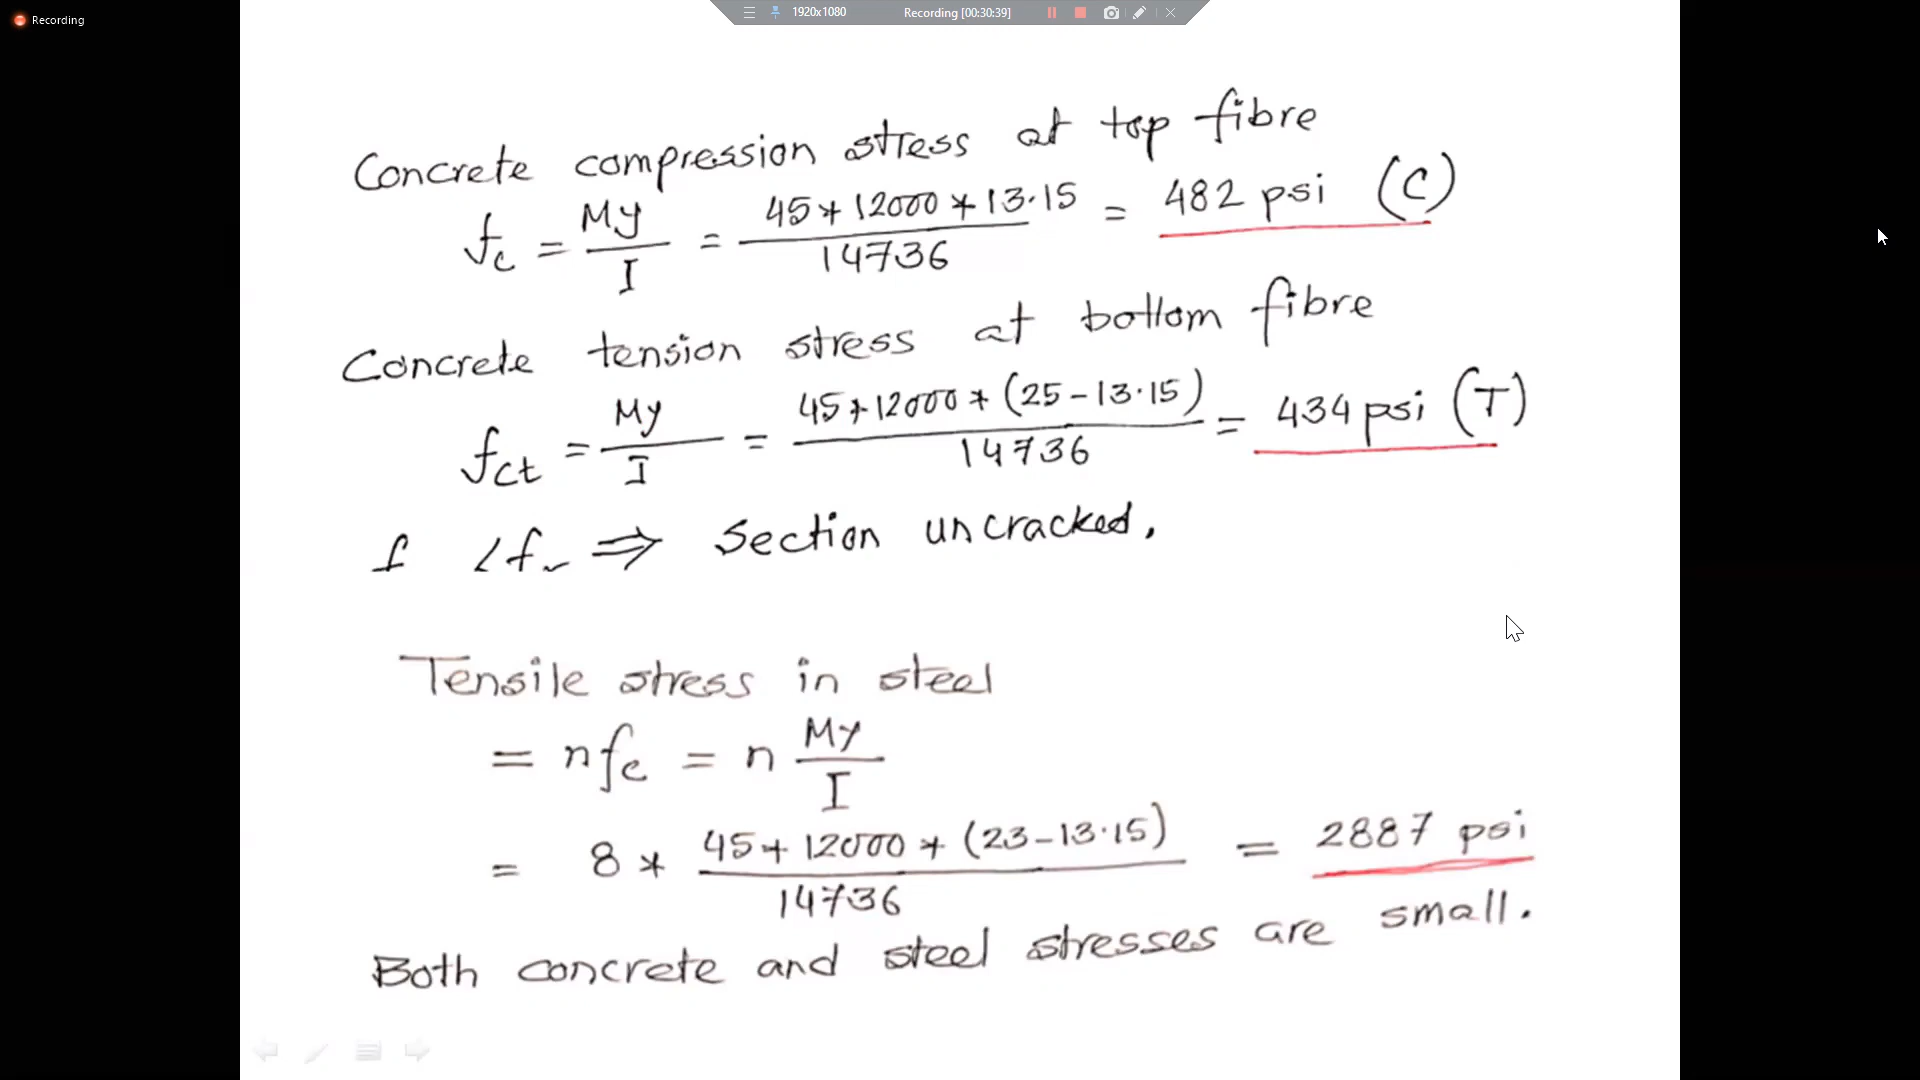 Recording
1920x1080
Recording [00:30:39]
Concrete compression stress at top fibre
fc = My/I = 45*12000*13.15/14736 = 482 psi (C)
Concrete tension stress at bottom fibre
fct = My/I = 45*12000*(25-13.15)/14736 = 434 psi (T)
⇒ Section uncracked.
Tensile stress in steel
= nfc = n My/I
= 8 * 45*12000*(23-13.15)/14736 = 2887 psi
Both concrete and steel stresses are small.